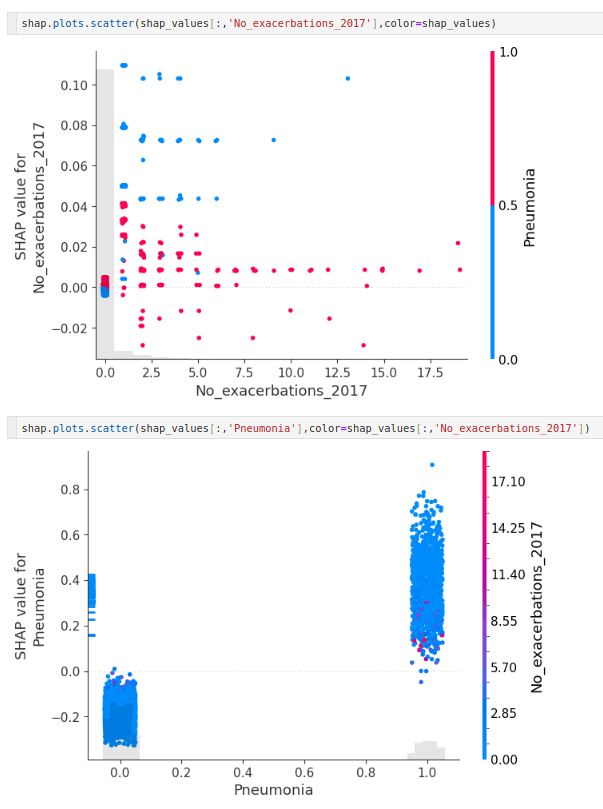 shap.plots.scatter(shap_values[:,'No_exacerbations_2017'],color=shap_values)
1.0
0.10
0.08
0.06
0.04
0.02
0.00
−0.02
SHAP value for
No_exacerbations_2017
0.5
Pneumonia
0.0
0.0 2.5 5.0 7.5 10.0 12.5 15.0 17.5
No_exacerbations_2017
shap.plots.scatter(shap_values[:,'Pneumonia'],color=shap_values[:,'No_exacerbations_2017'])
0.8
0.6
0.4
0.2
0.0
−0.2
SHAP value for
Pneumonia
17.10
14.25
11.40
8.55
5.70
2.85
0.00
No_exacerbations_2017
0.0 0.2 0.4 0.6 0.8 1.0
Pneumonia